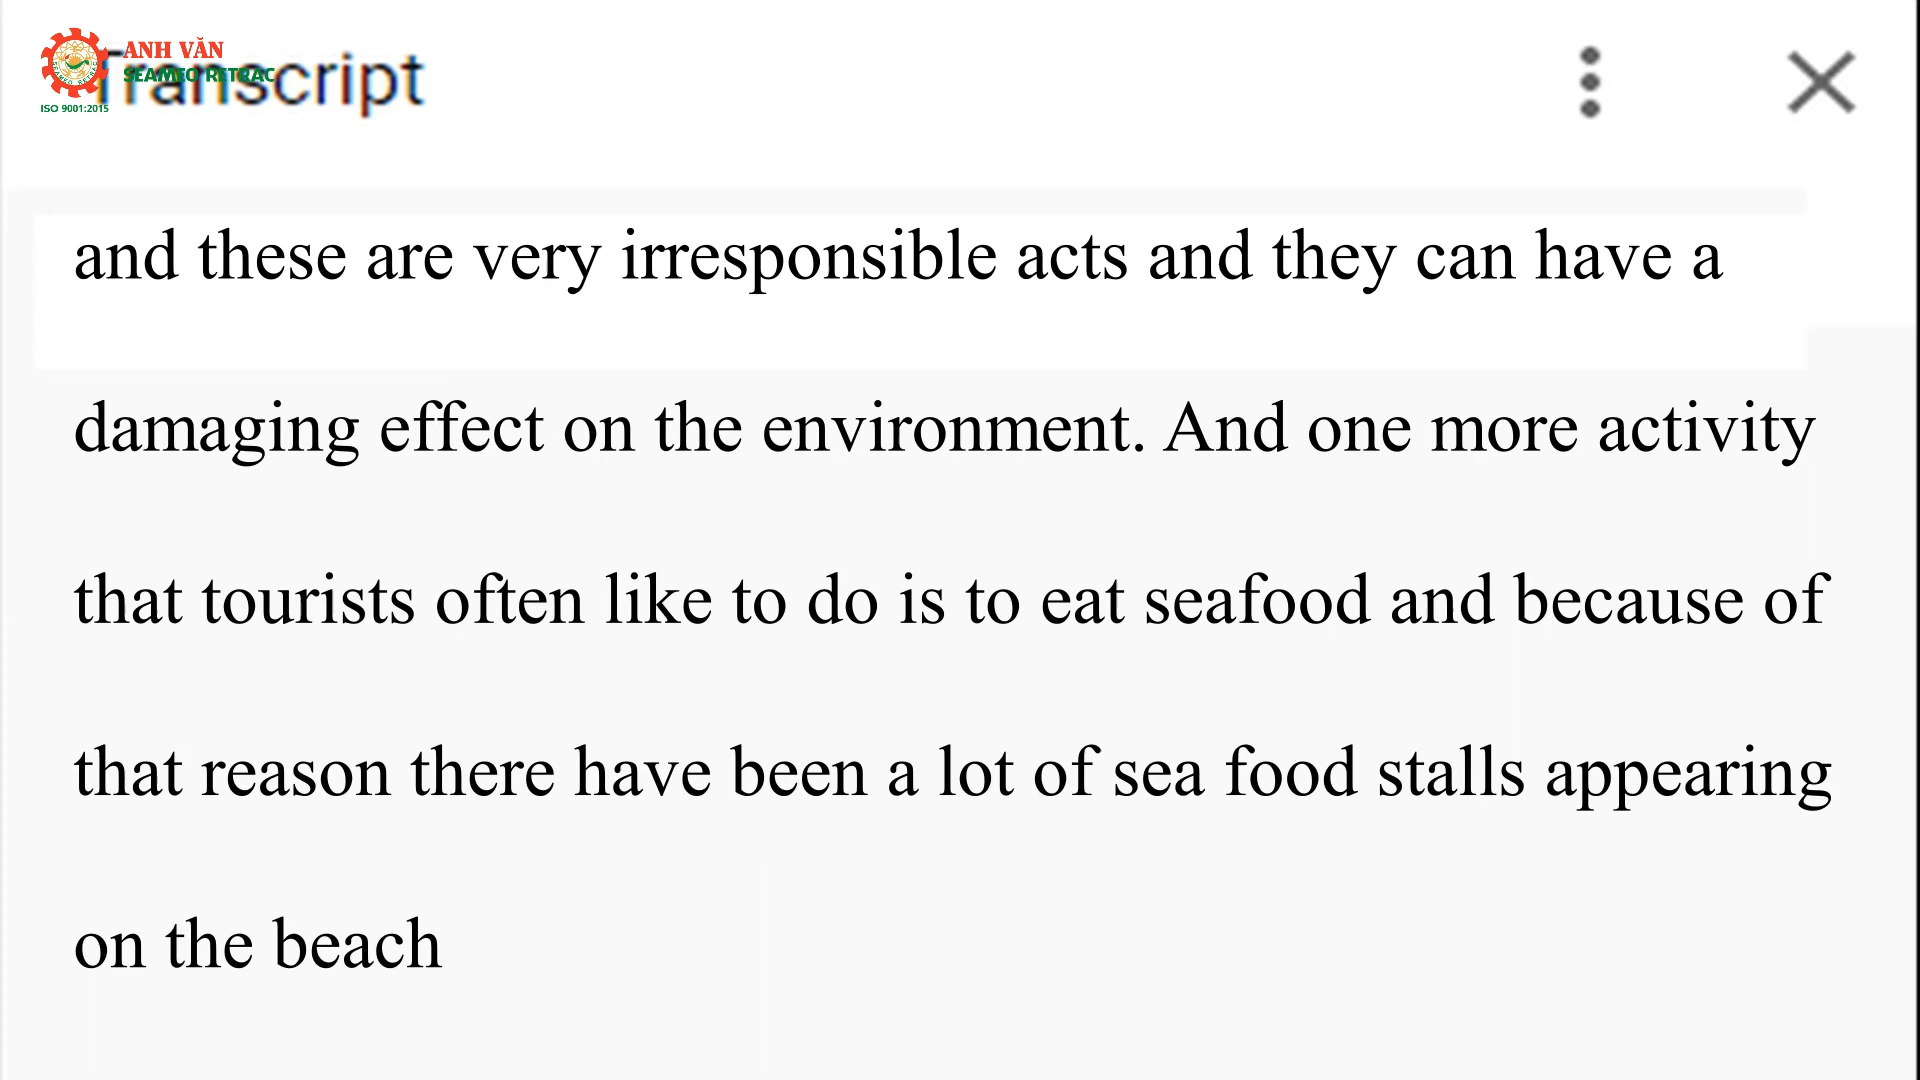 ANH VĂN
SEAMEO RETRAC
ISO 9001:2015
Transcript
and these are very irresponsible acts and they can have a
damaging effect on the environment. And one more activity
that tourists often like to do is to eat seafood and because of
that reason there have been a lot of sea food stalls appearing
on the beach